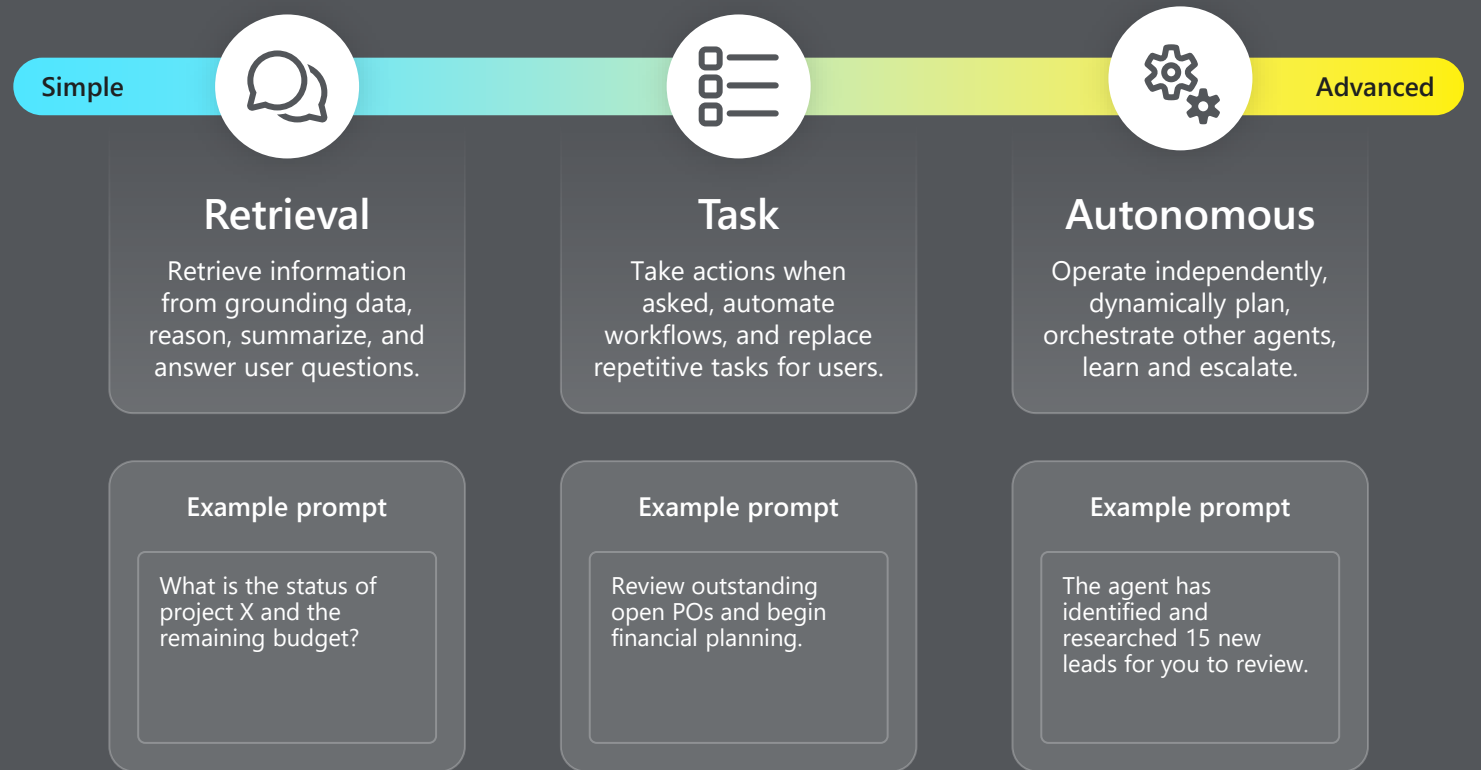 Simple
Advanced
Retrieval
Retrieve information
from grounding data,
reason, summarize, and
answer user questions.
Task
Take actions when
asked, automate
workflows, and replace
repetitive tasks for users.
Autonomous
Operate independently,
dynamically plan,
orchestrate other agents,
learn and escalate.
Example prompt
What is the status of
project X and the
remaining budget?
Example prompt
Review outstanding
open POs and begin
financial planning.
Example prompt
The agent has
identified and
researched 15 new
leads for you to review.